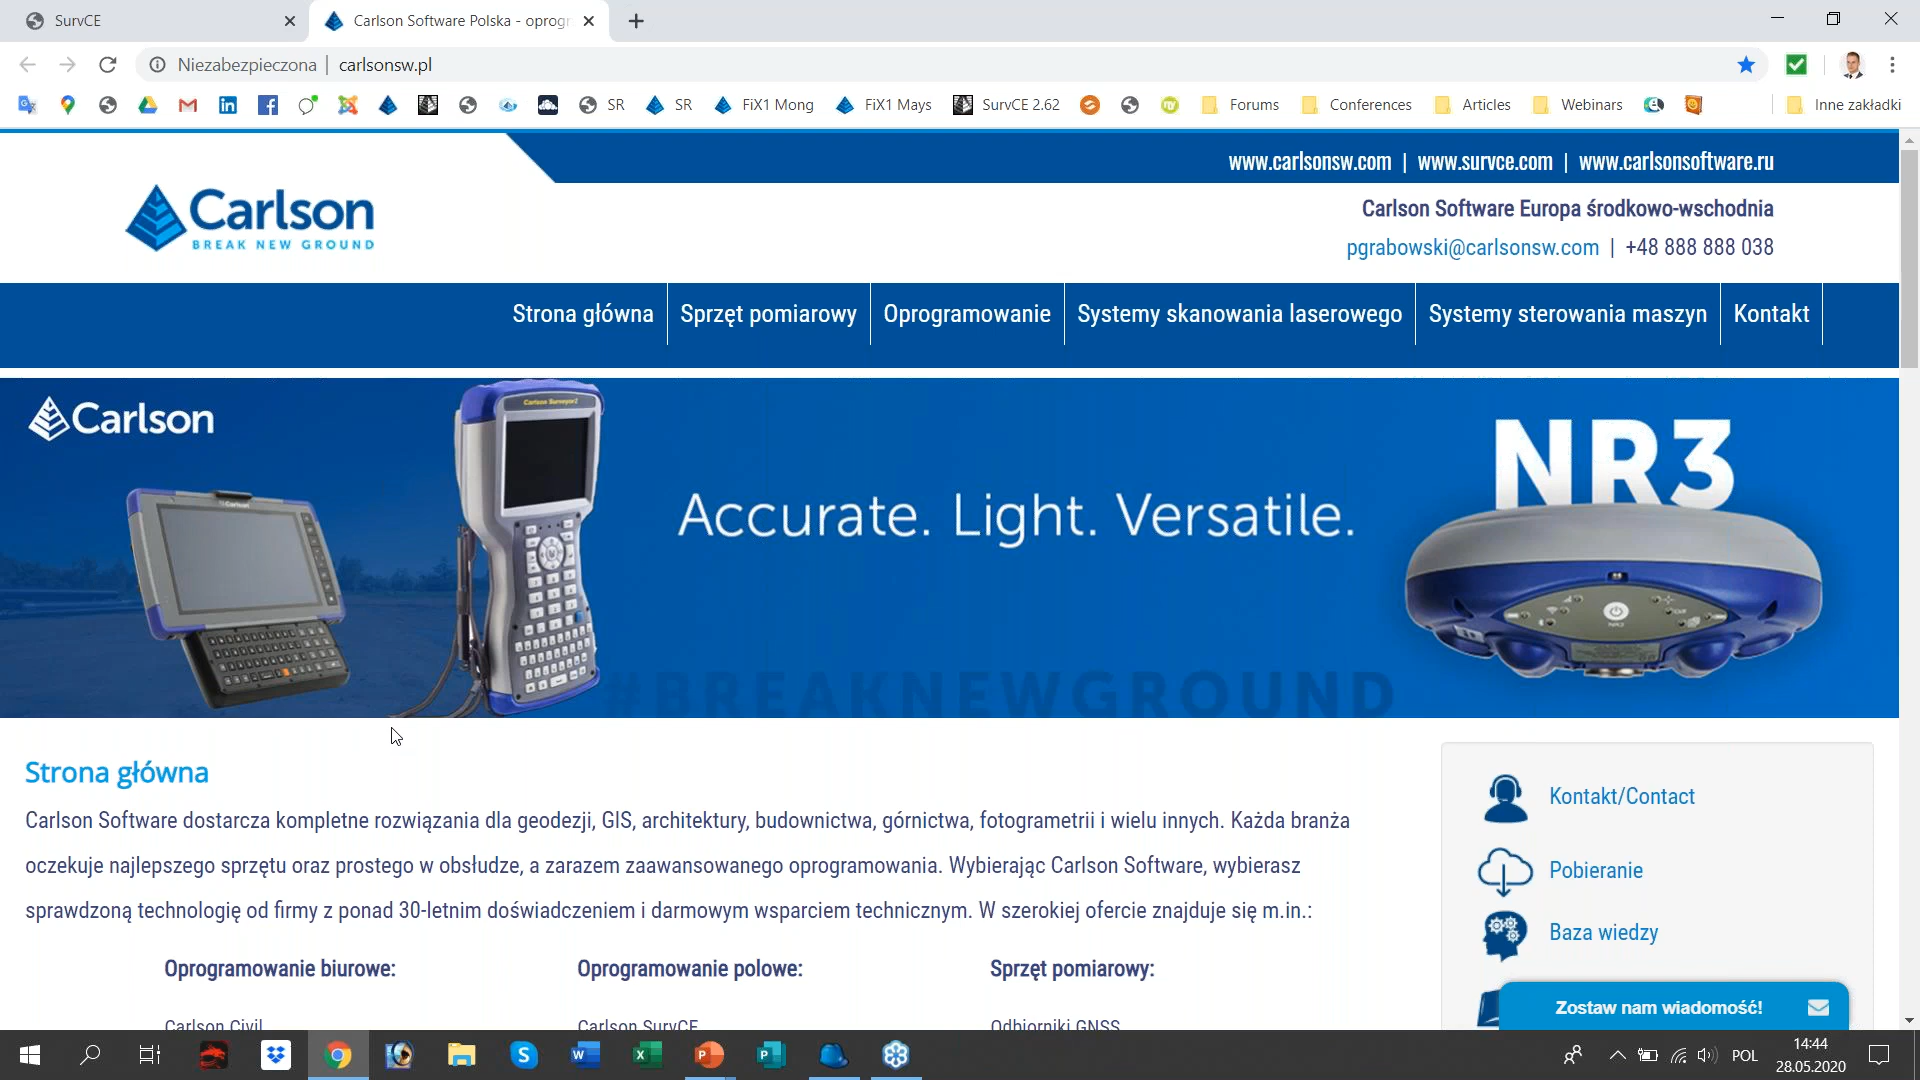 SurvCE
Carlson Software Polska - oprog
Niezabezpieczona | carlsonsw.pl
SR
SR
FiX1 Mong
FiX1 Mays
SurvCE 2.62
Forums
Conferences
Articles
Webinars
Inne zakładki
www.carlsonsw.com | www.survce.com | www.carlsonsoftware.ru
Carlson
BREAK NEW GROUND
Carlson Software Europa środkowo-wschodnia
pgrabowski@carlsonsw.com | +48 888 888 038
Strona główna
Sprzęt pomiarowy
Oprogramowanie
Systemy skanowania laserowego
Systemy sterowania maszyn
Kontakt
Carlson
Carlson Surveyor2
Carlson
Accurate. Light. Versatile.
NR3
#BREAKNEWGROUND
Strona główna
Carlson Software dostarcza kompletne rozwiązania dla geodezji, GIS, architektury, budownictwa, górnictwa, fotogrametrii i wielu innych. Każda branża
oczekuje najlepszego sprzętu oraz prostego w obsłudze, a zarazem zaawansowanego oprogramowania. Wybierając Carlson Software, wybierasz
sprawdzoną technologię od firmy z ponad 30-letnim doświadczeniem i darmowym wsparciem technicznym. W szerokiej ofercie znajduje się m.in.:
Oprogramowanie biurowe:
Oprogramowanie polowe:
Sprzęt pomiarowy:
Carlson Civil
Carlson SurvCE
Odbiorniki GNSS
Kontakt/Contact
Pobieranie
Baza wiedzy
Zostaw nam wiadomość!
POL
14:44
28.05.2020